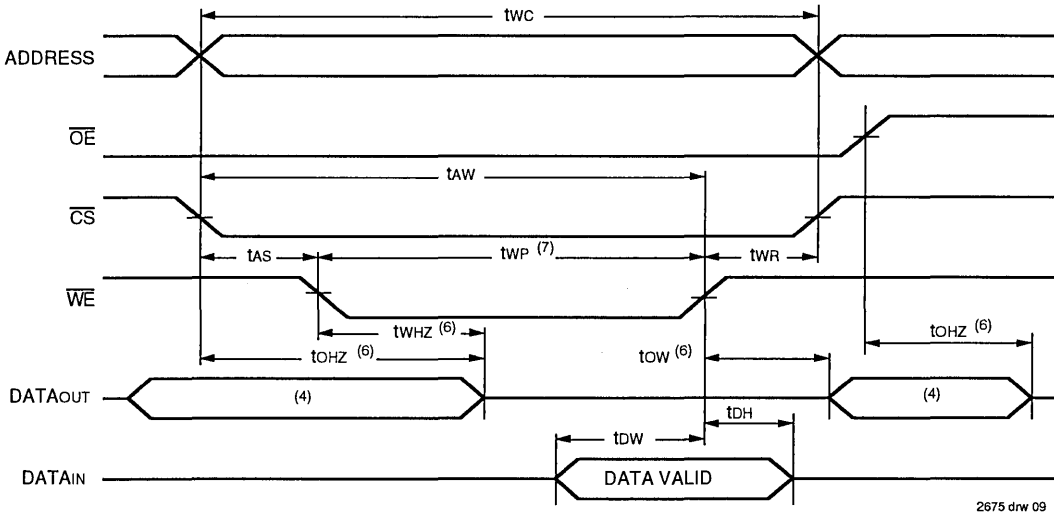 tWC
ADDRESS
OE
tAW
CS
tAS
tWP (7)
tWR
WE
tWHZ (6)
tOHZ (6)
tOW (6)
tOHZ (6)
DATAOUT
(4)
(4)
tDH
tDW
DATAIN
DATA VALID
2675 drw 09